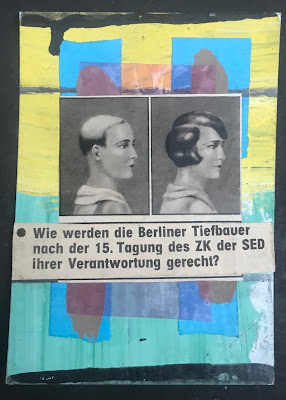 ● Wie werden die Berliner Tiefbauer
nach der 15. Tagung des ZK der SED
ihrer Verantwortung gerecht?